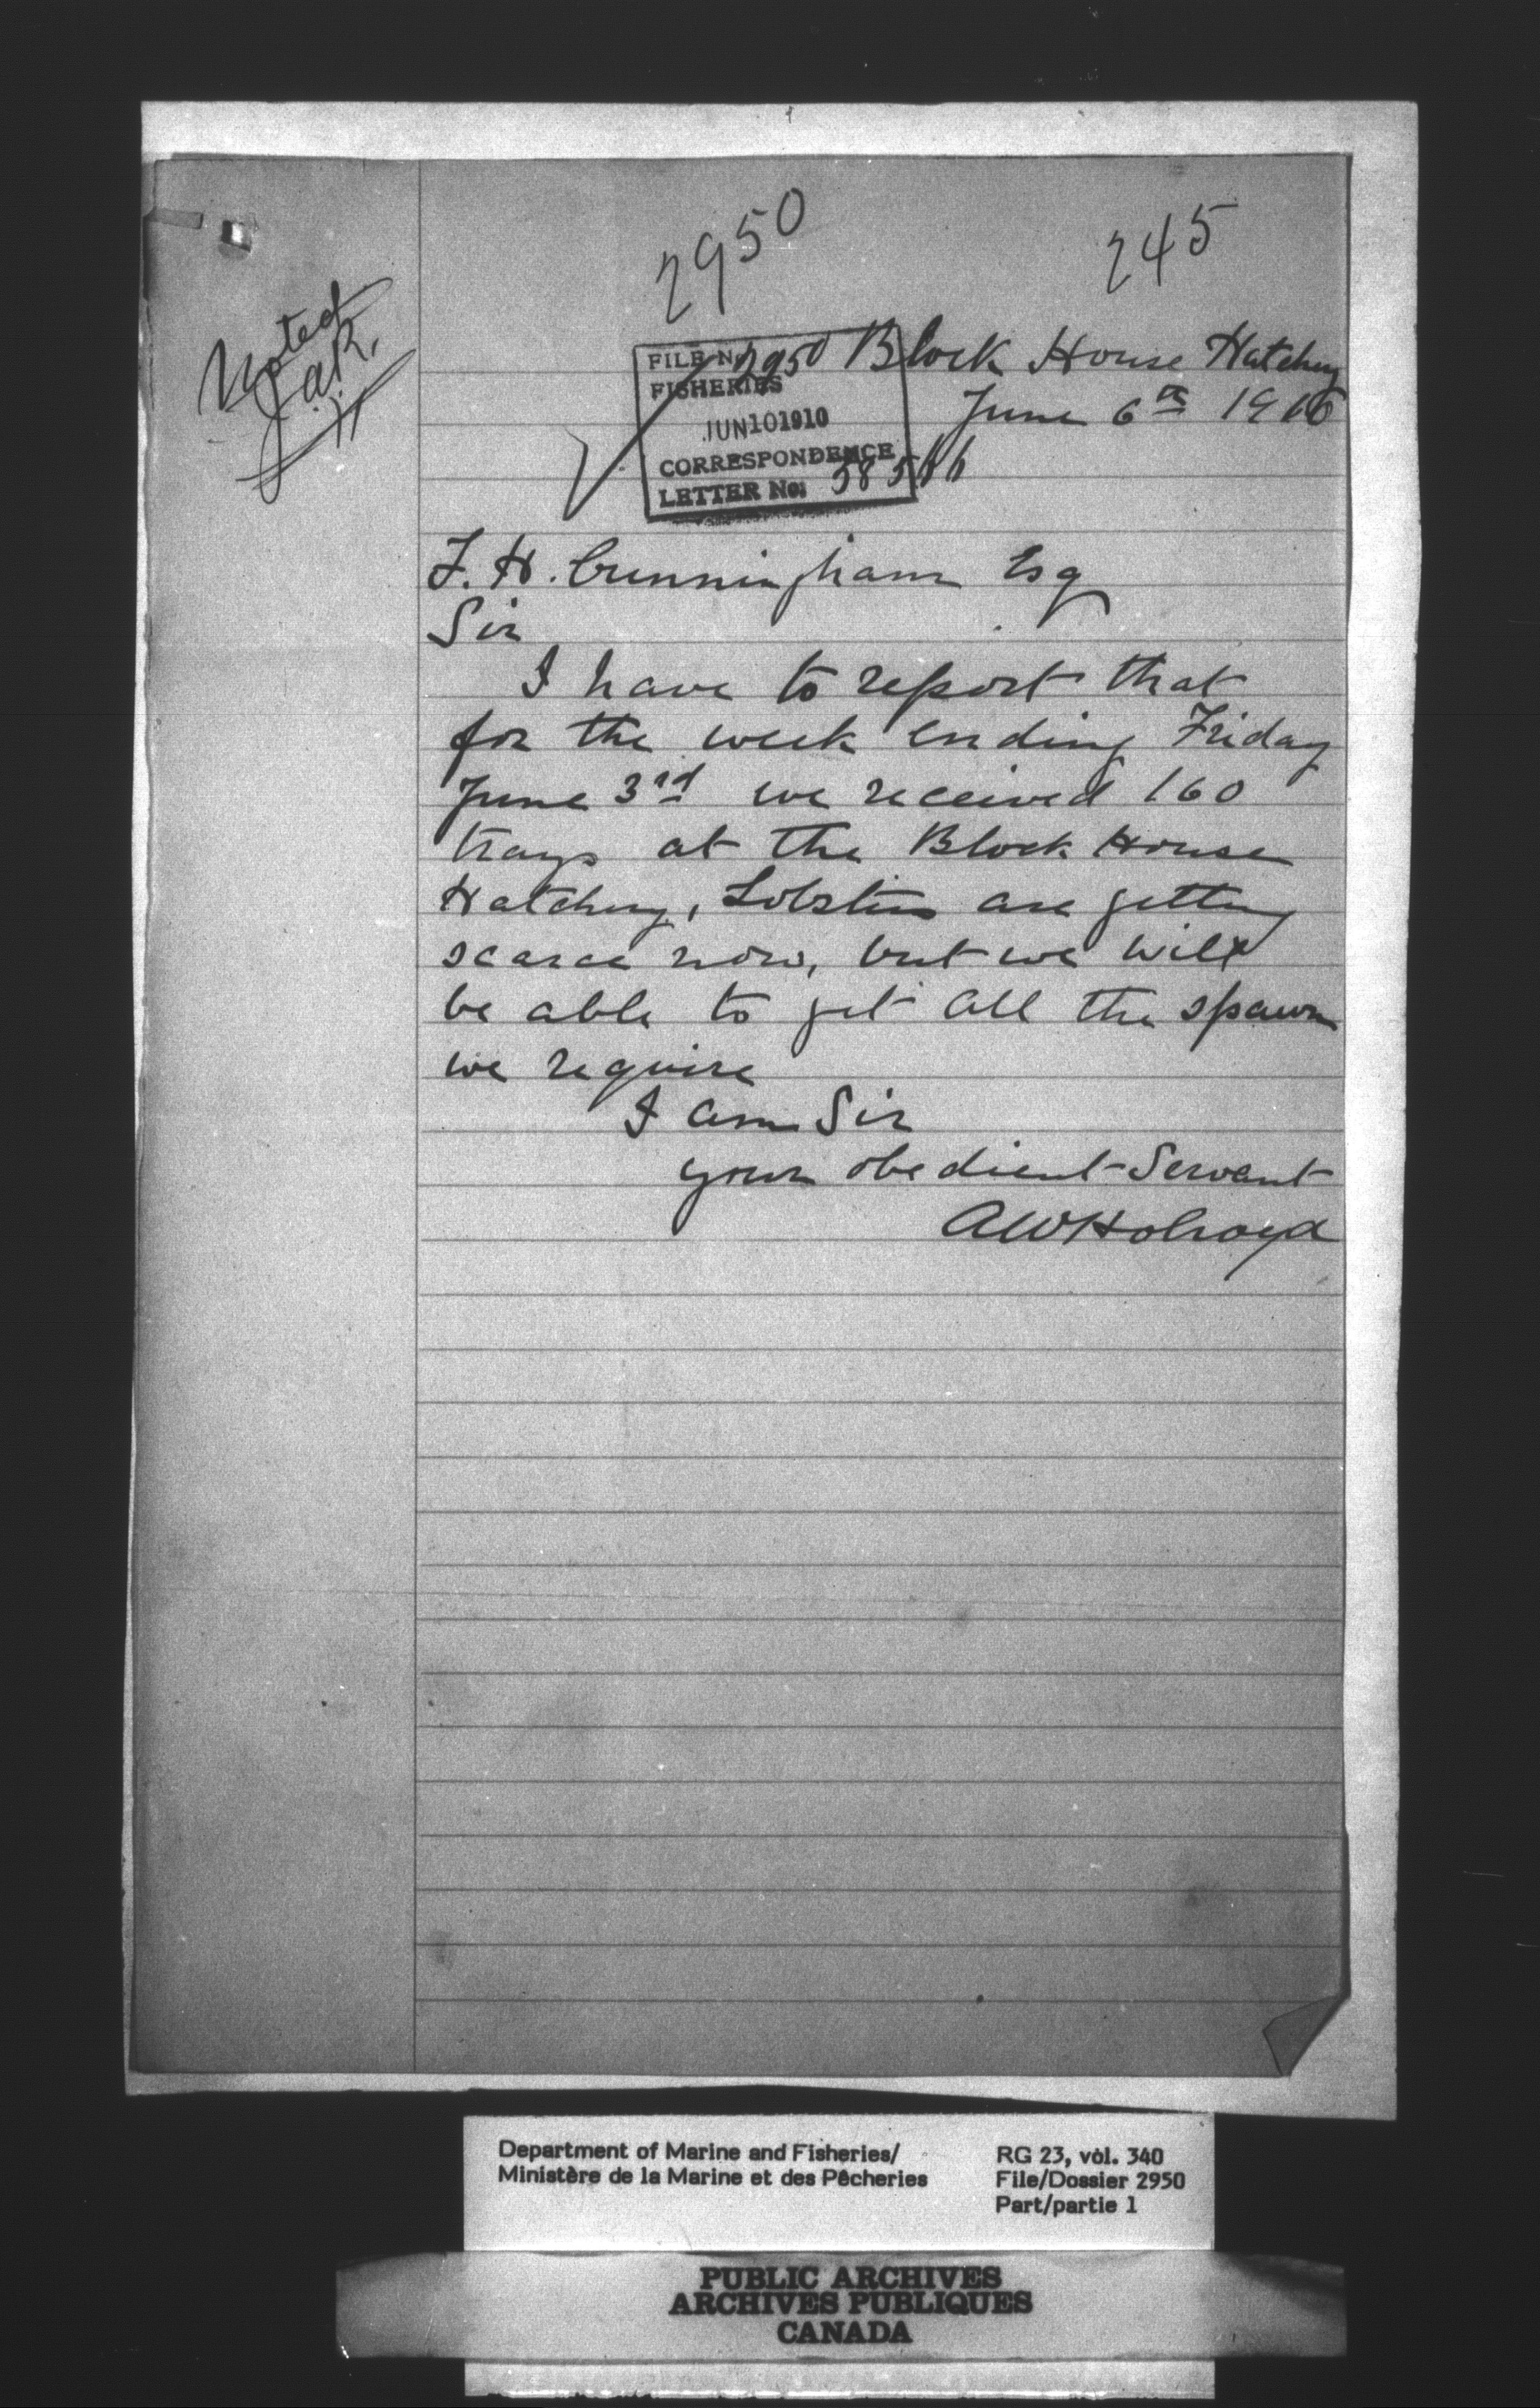 2950
245
Noted
FILE No. 2950
FISHERIES
JUN 10 1910
CORRESPONDENCE
LETTER No:
Block House Hatchery
June 6th 1910
F. H. Cunningham Esq
Sir
I have to report that
for the week ending Friday
June 3rd we received 160
trays at the Block House
Hatchery, Lobsters are getting
scarce now, but we will
be able to get all the spawn
we require
I am Sir
your obedient Servant
AWHolroyd
Department of Marine and Fisheries/
Ministère de la Marine et des Pêcheries
RG 23, vol. 340
File/Dossier 2950
Part/partie 1
PUBLIC ARCHIVES
ARCHIVES PUBLIQUES
CANADA